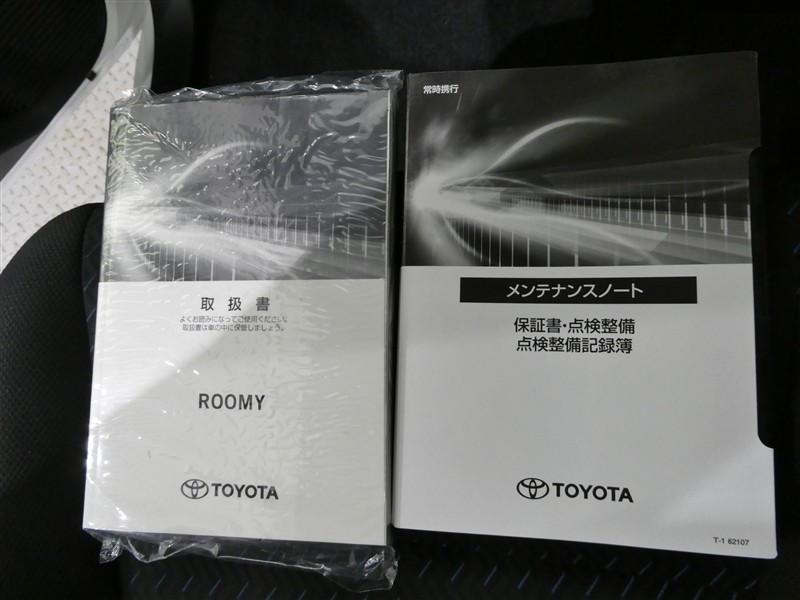 取扱書
よくお読みになってご使用ください。
取扱書は車の中に保管しましょう。
ROOMY
TOYOTA
常時携行
メンテナンスノート
保証書・点検整備
点検整備記録簿
TOYOTA
T-1 62107